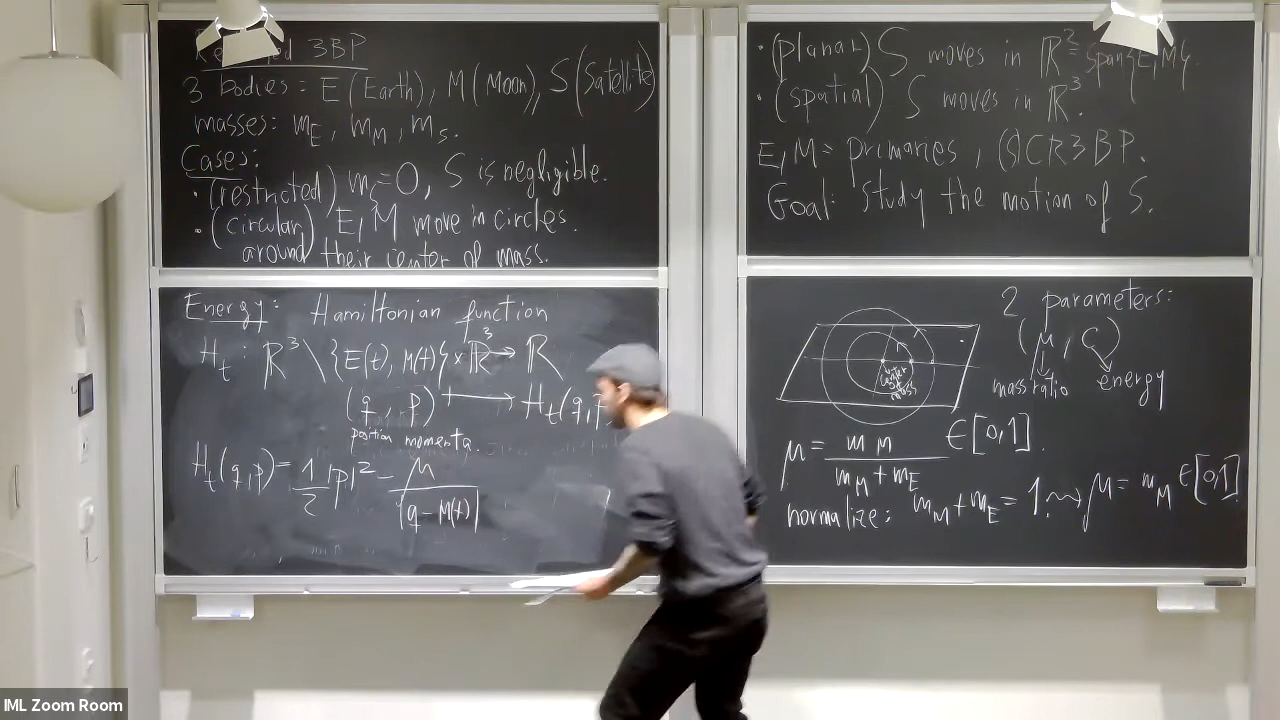 3BP
3 bodies: E (Earth), M (Moon), S (Satellite)
masses: m_E, m_M, m_S.
Cases:
• (restricted) m_S=0, S is negligible.
• (circular) E, M move in circles.
around their center of mass.
Energy: Hamiltonian function
H_t : ℝ³ \ {E(t), M(t)} × ℝ³ → ℝ
(q, p) ⟼ H_t(q,p
position momenta.
H_t(q,p) = 1/2 |p|² - μ/|q-M(t)|
• (planar) S moves in ℝ² = span{E, M}.
• (spatial) S moves in ℝ³.
E, M = primaries, (S)CR3BP.
Goal: study the motion of S.
2 parameters:
(μ, c)
mass ratio energy
center of mass
μ = m_M/(m_M + m_E) ∈ [0,1].
normalize: m_M + m_E = 1. ⇝ μ = m_M ∈ [0,1]
IML Zoom Room